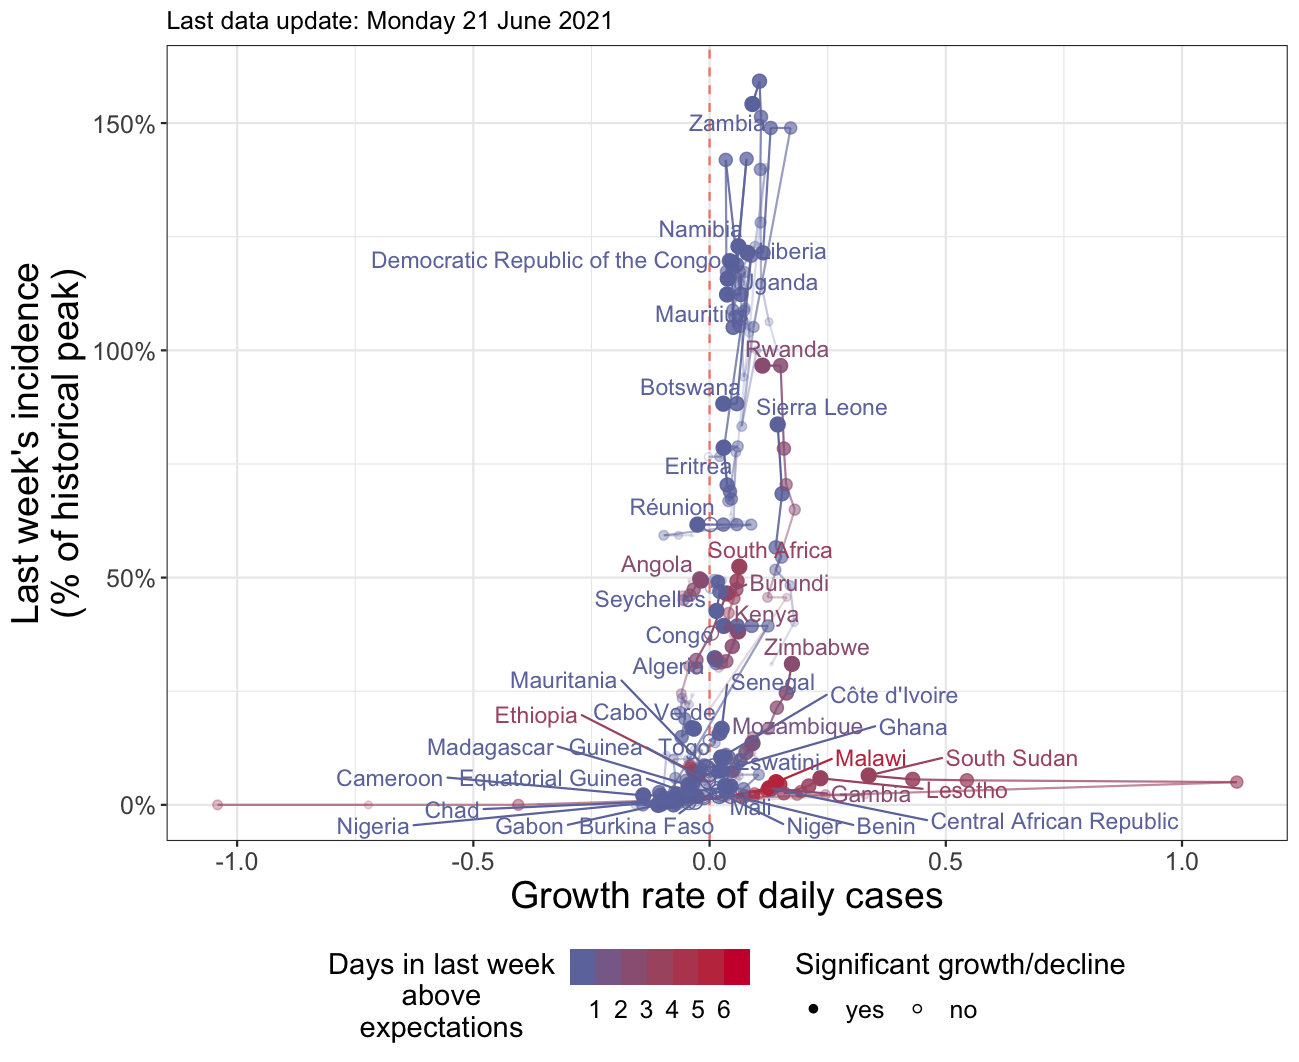 Last data update: Monday 21 June 2021
Last week's incidence
(% of historical peak)
150%
100%
50%
0%
Zambia
Namibia
Liberia
Democratic Republic of the Congo
Uganda
Mauritius
Rwanda
Botswana
Sierra Leone
Eritrea
Réunion
South Africa
Angola
Burundi
Seychelles
Kenya
Congo
Zimbabwe
Algeria
Mauritania
Senegal
Côte d'Ivoire
Ethiopia
Cabo Verde
Mozambique
Ghana
Madagascar
Guinea
Togo
Eswatini
Malawi
South Sudan
Cameroon
Equatorial Guinea
Gambia
Lesotho
Chad
Mali
Nigeria
Gabon
Burkina Faso
Niger
Benin
Central African Republic
-1.0
-0.5
0.0
0.5
1.0
Growth rate of daily cases
Days in last week
above
expectations
1 2 3 4 5 6
Significant growth/decline
yes
no